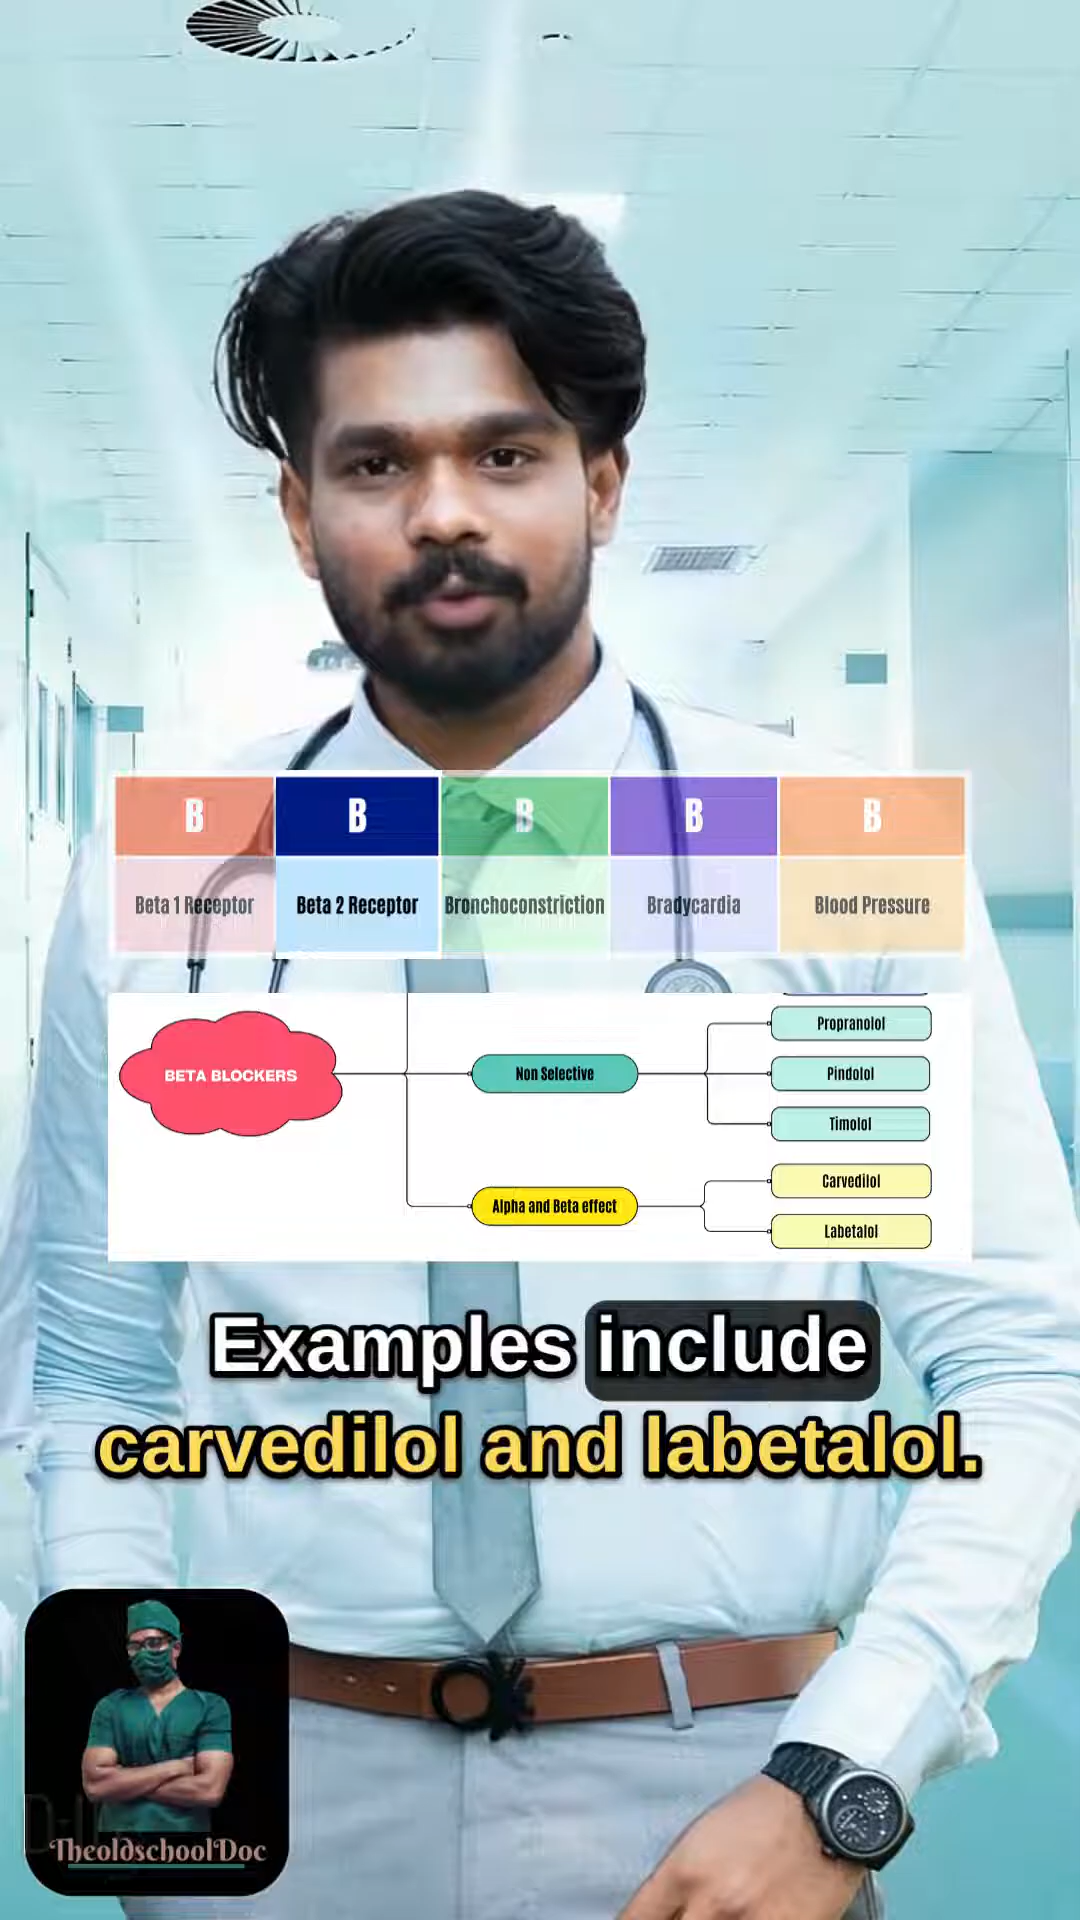 B B B B B
Beta 1 Receptor Beta 2 Receptor Bronchoconstriction Bradycardia Blood Pressure
BETA BLOCKERS
Non Selective
Propranolol
Pindolol
Timolol
Alpha and Beta effect
Carvedilol
Labetalol
Examples include
carvedilol and labetalol.
TheoldschoolDoc